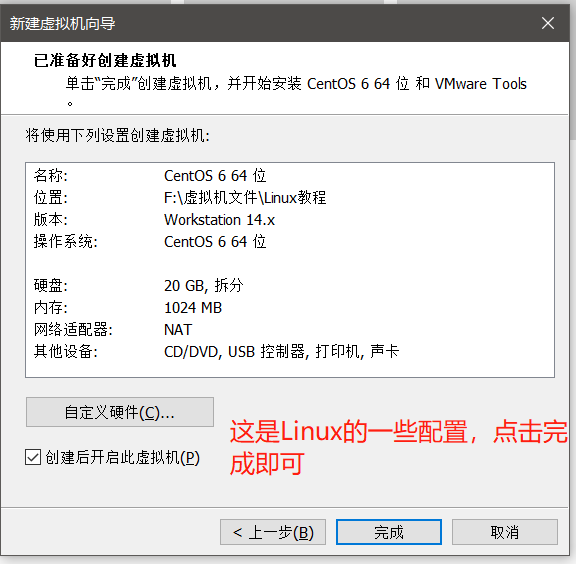 新建虚拟机向导
已准备好创建虚拟机
单击“完成”创建虚拟机，并开始安装 CentOS 6 64 位 和 VMware Tools
。
将使用下列设置创建虚拟机:
名称: CentOS 6 64 位
位置: F:\虚拟机文件\Linux教程
版本: Workstation 14.x
操作系统: CentOS 6 64 位
硬盘: 20 GB, 拆分
内存: 1024 MB
网络适配器: NAT
其他设备: CD/DVD, USB 控制器, 打印机, 声卡
自定义硬件(C)...
这是Linux的一些配置，点击完
成即可
创建后开启此虚拟机(P)
< 上一步(B) 完成 取消